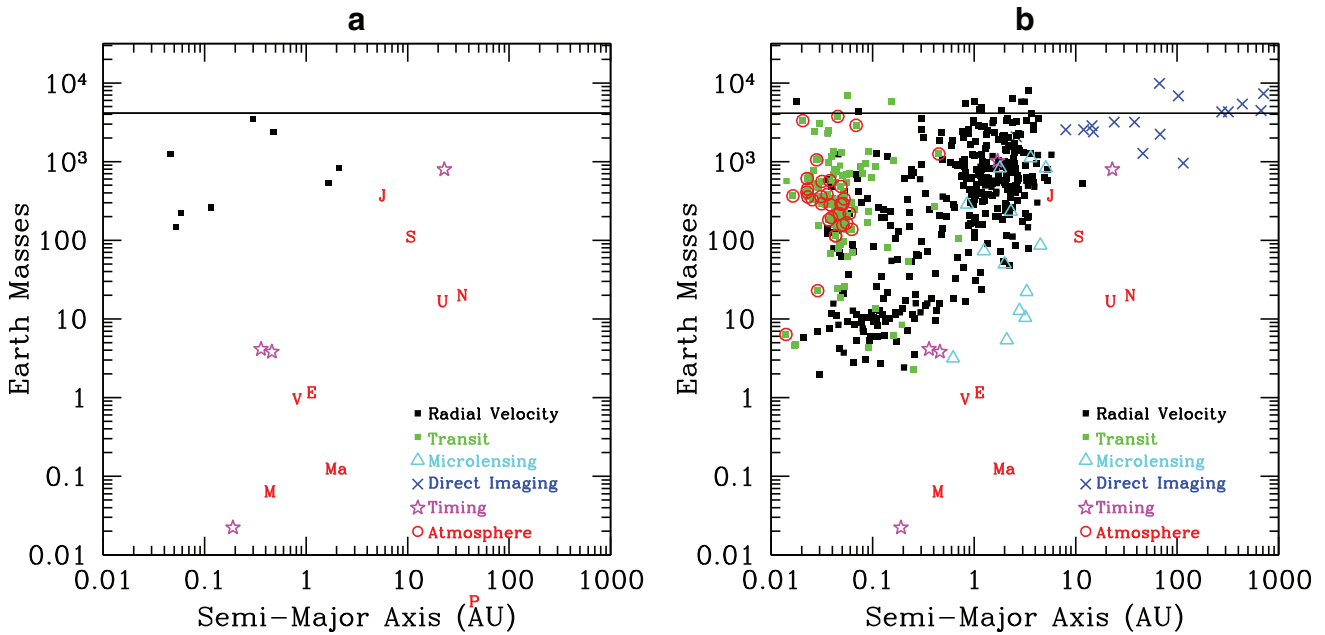 a
Earth Masses
10⁴
10³
100
10
1
0.1
0.01
J
S
U N
V E
Ma
M
Radial Velocity
Transit
Microlensing
Direct Imaging
Timing
Atmosphere
0.01 0.1 1 10 100 1000
P
Semi-Major Axis (AU)
b
Earth Masses
10⁴
10³
100
10
1
0.1
0.01
J
S
U N
V E
Ma
M
Radial Velocity
Transit
Microlensing
Direct Imaging
Timing
Atmosphere
0.01 0.1 1 10 100 1000
Semi-Major Axis (AU)